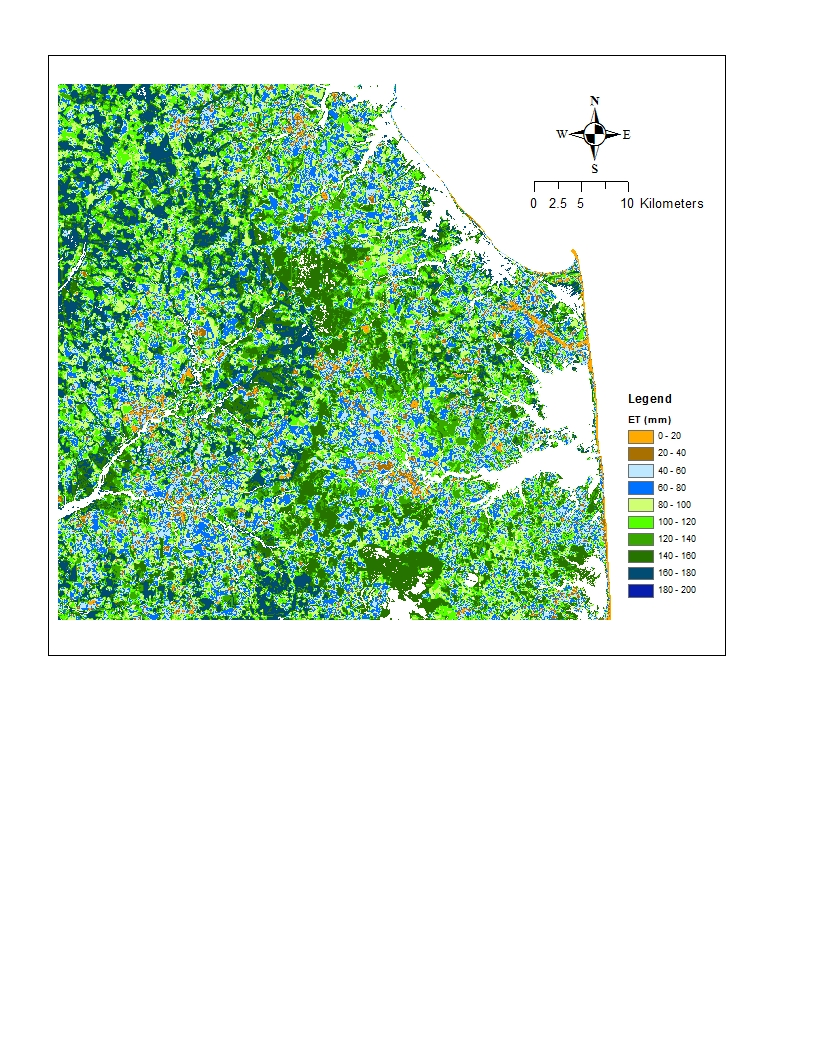 N
W E
S
0 2.5 5 10 Kilometers
Legend
ET (mm)
0 - 20
20 - 40
40 - 60
60 - 80
80 - 100
100 - 120
120 - 140
140 - 160
160 - 180
180 - 200